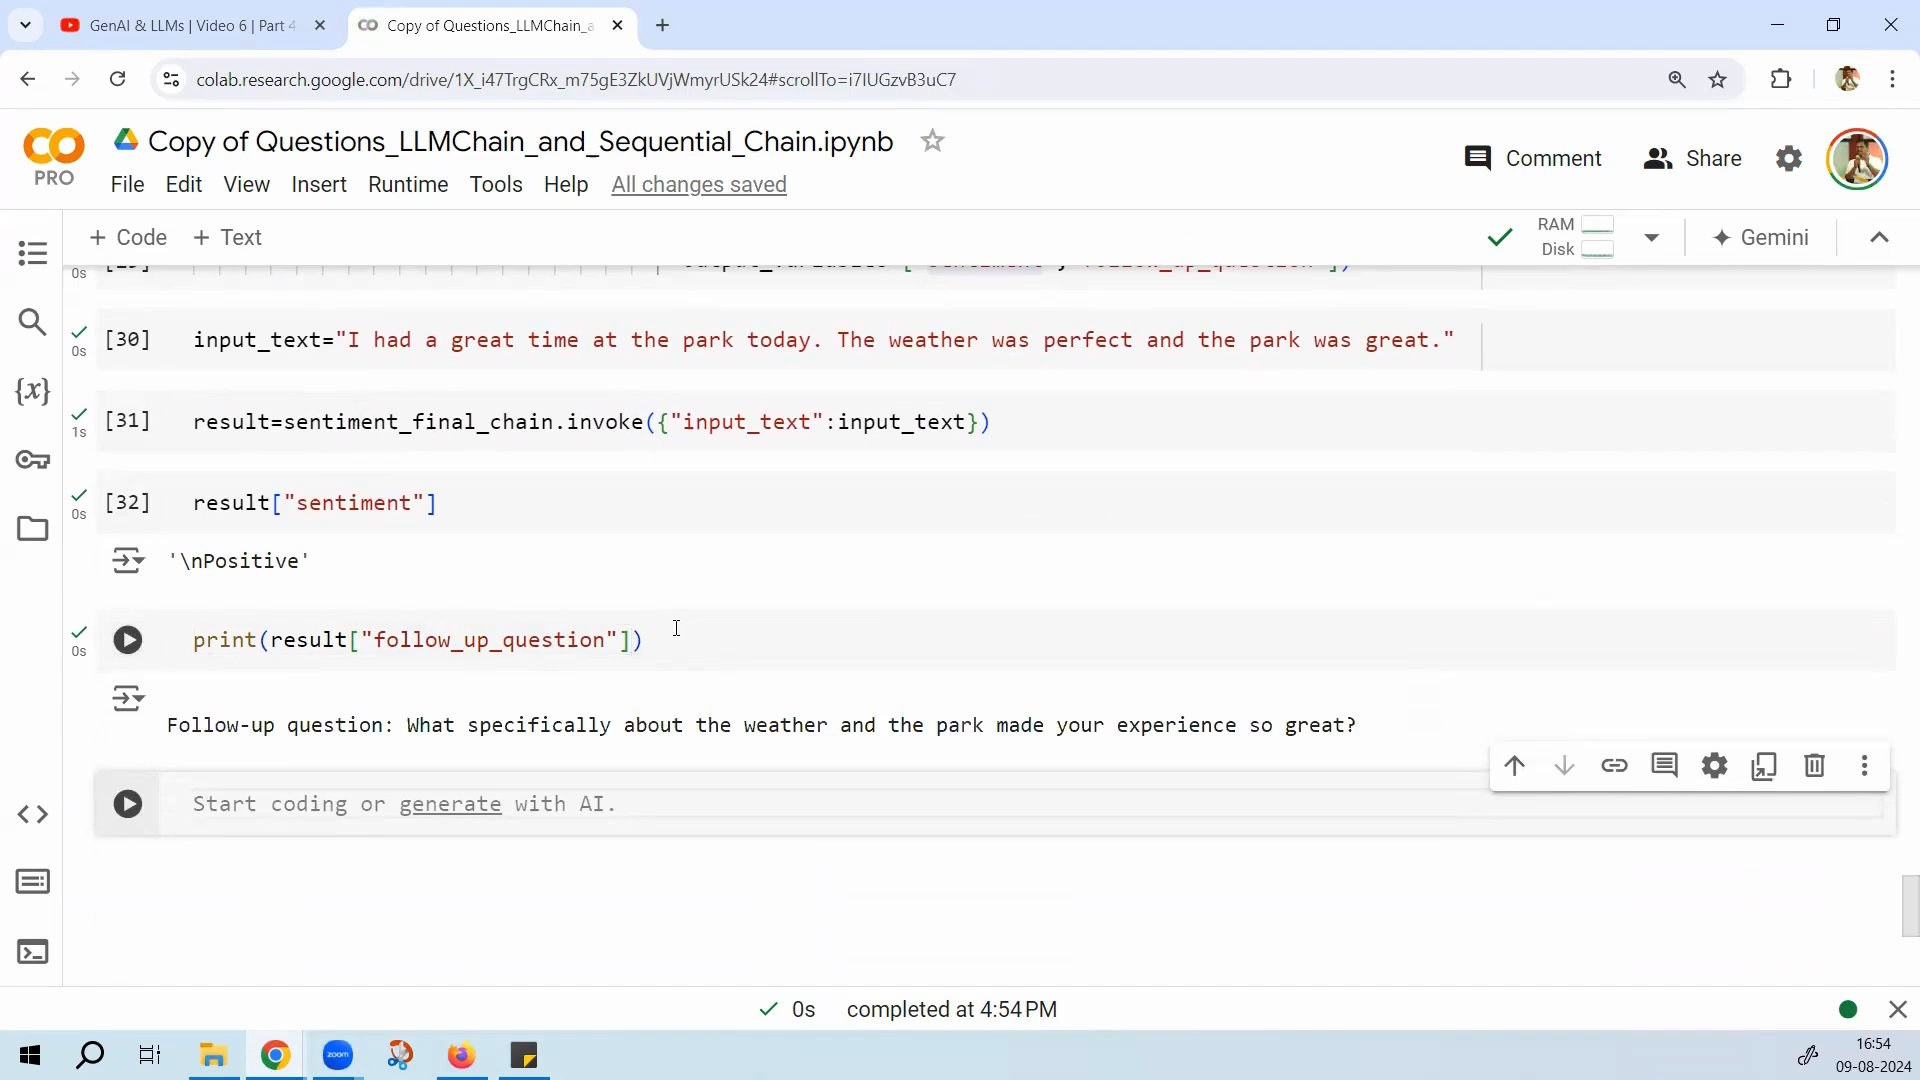 GenAI & LLMs | Video 6 | Part 4
Copy of Questions_LLMChain_a
colab.research.google.com/drive/1X_i47TrgCRx_m75gE3ZkUVjWmyrUSk24#scrollTo=i7IUGzvB3uC7
CO
PRO
Copy of Questions_LLMChain_and_Sequential_Chain.ipynb
Comment
Share
File Edit View Insert Runtime Tools Help All changes saved
+ Code + Text
RAM
Disk
Gemini
0s
[30] input_text="I had a great time at the park today. The weather was perfect and the park was great."
0s
[31] result=sentiment_final_chain.invoke({"input_text":input_text})
1s
[32] result["sentiment"]
0s
'\nPositive'
print(result["follow_up_question"])
0s
Follow-up question: What specifically about the weather and the park made your experience so great?
Start coding or generate with AI.
0s completed at 4:54 PM
zoom
16:54
09-08-2024